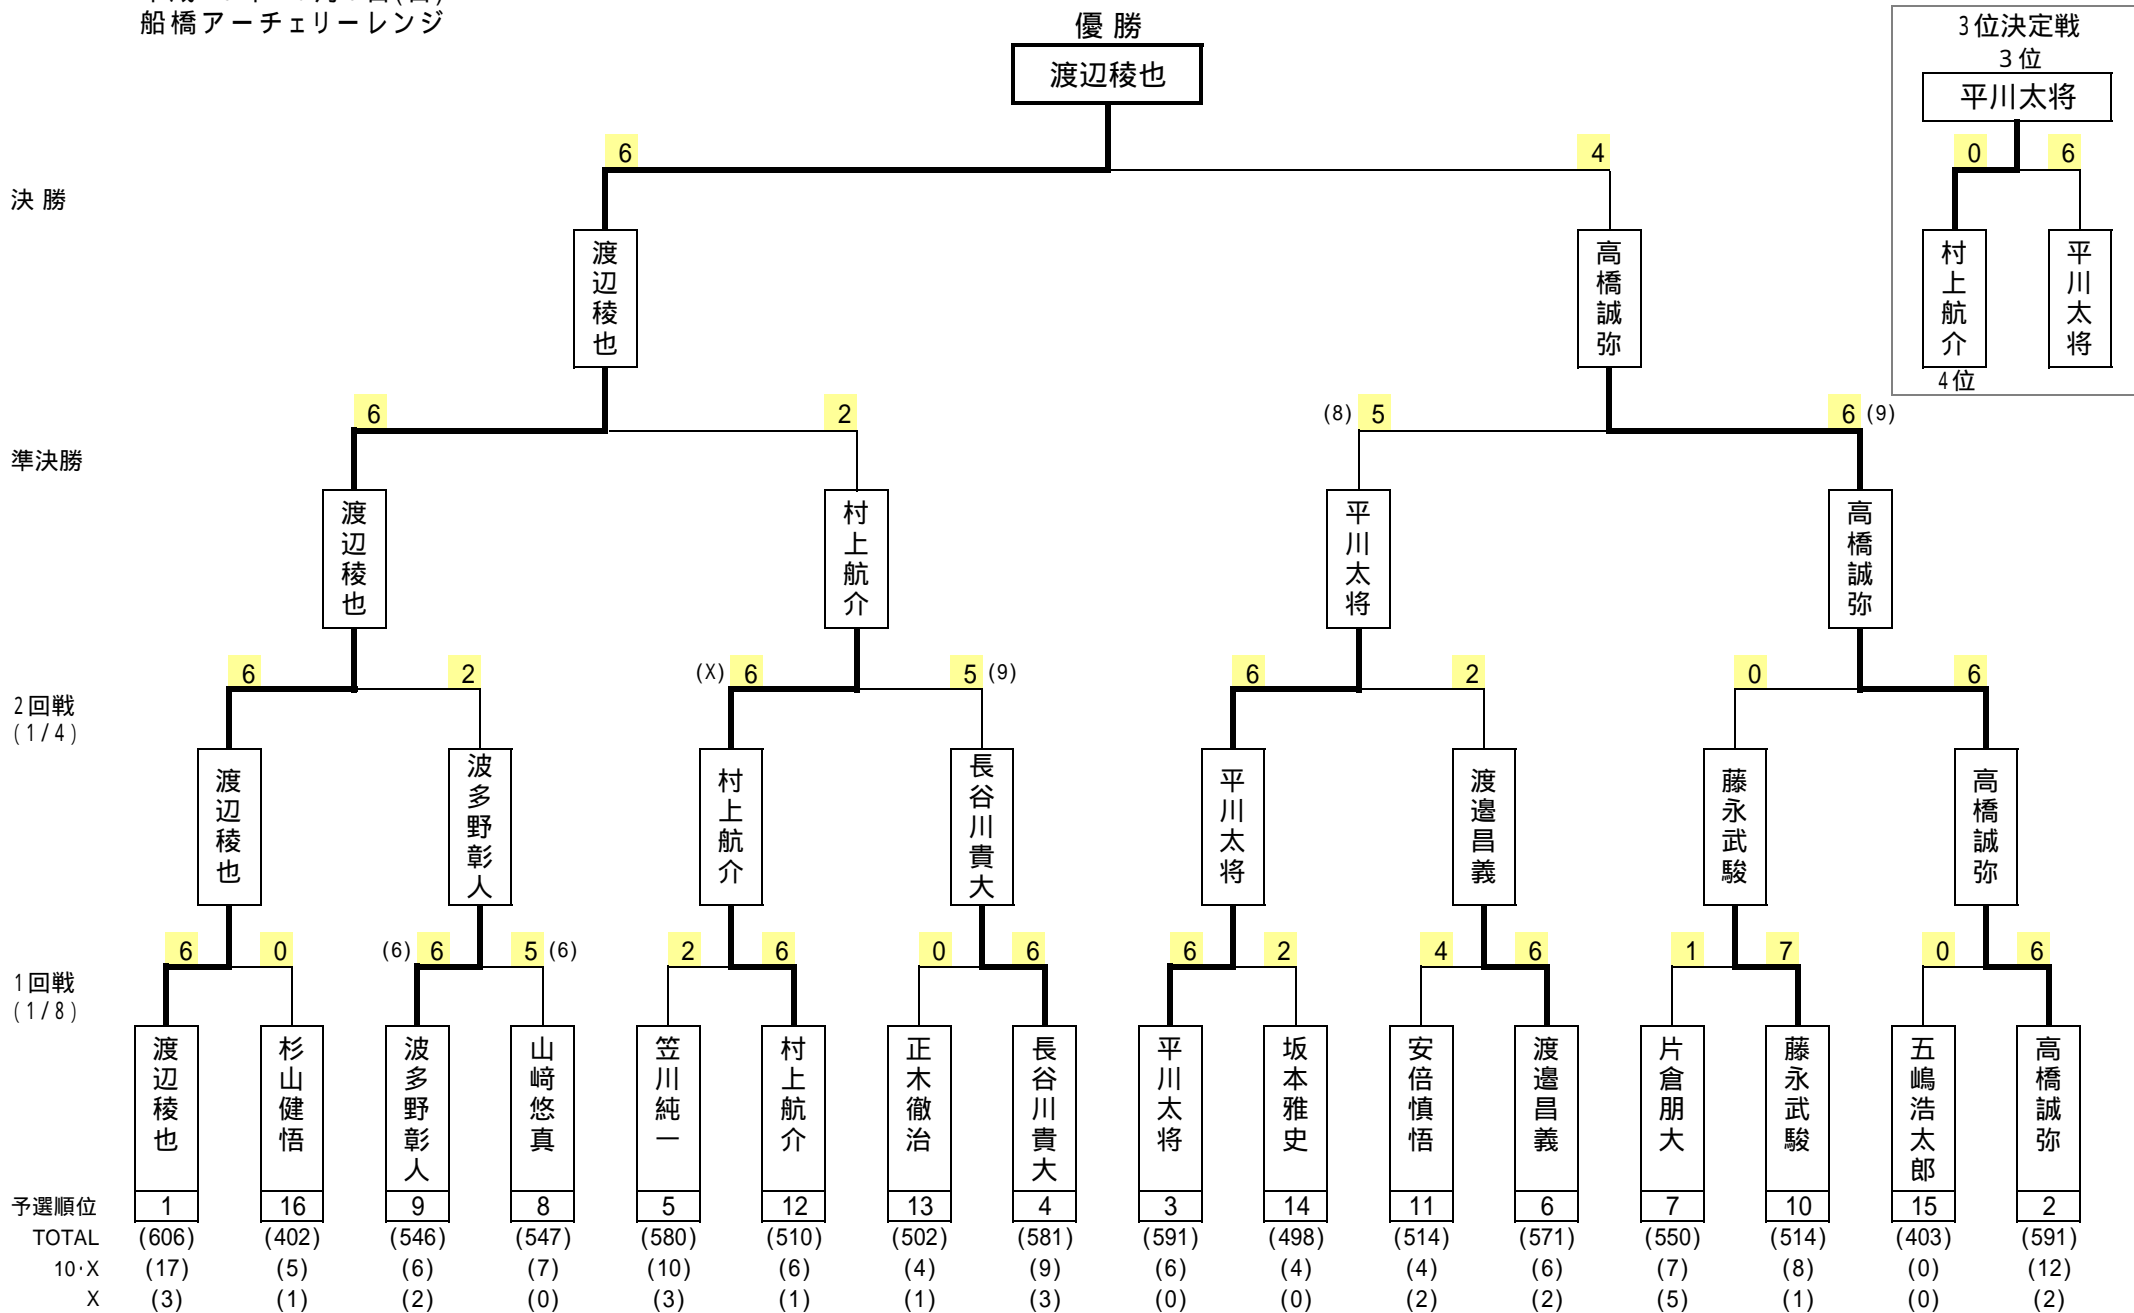 船橋アーチェリーレンジ
優勝
渡辺稜也
3位決定戦
3位
平川太将
0 6
村上航介 平川太将
4位
6 4
決勝
渡辺稜也 高橋誠弥
6 2 (8) 5 6 (9)
準決勝
渡辺稜也 村上航介 平川太将 高橋誠弥
6 2 (X) 6 5 (9) 6 2 0 6
2回戦
(1/4)
渡辺稜也 波多野彰人 村上航介 長谷川貴大 平川太将 渡邉昌義 藤永武駿 高橋誠弥
6 0 (6) 6 5 (6) 2 6 0 6 6 2 4 6 1 7 0 6
1回戦
(1/8)
渡辺稜也 杉山健悟 波多野彰人 山﨑悠真 笠川純一 村上航介 正木徹治 長谷川貴大 平川太将 坂本雅史 安倍慎悟 渡邉昌義 片倉朋大 藤永武駿 五嶋浩太郎 高橋誠弥
予選順位 1 16 9 8 5 12 13 4 3 14 11 6 7 10 15 2
TOTAL (606) (402) (546) (547) (580) (510) (502) (581) (591) (498) (514) (571) (550) (514) (403) (591)
10・X (17) (5) (6) (7) (10) (6) (4) (9) (6) (4) (4) (6) (7) (8) (0) (12)
X (3) (1) (2) (0) (3) (1) (1) (3) (0) (0) (2) (2) (5) (1) (0) (2)